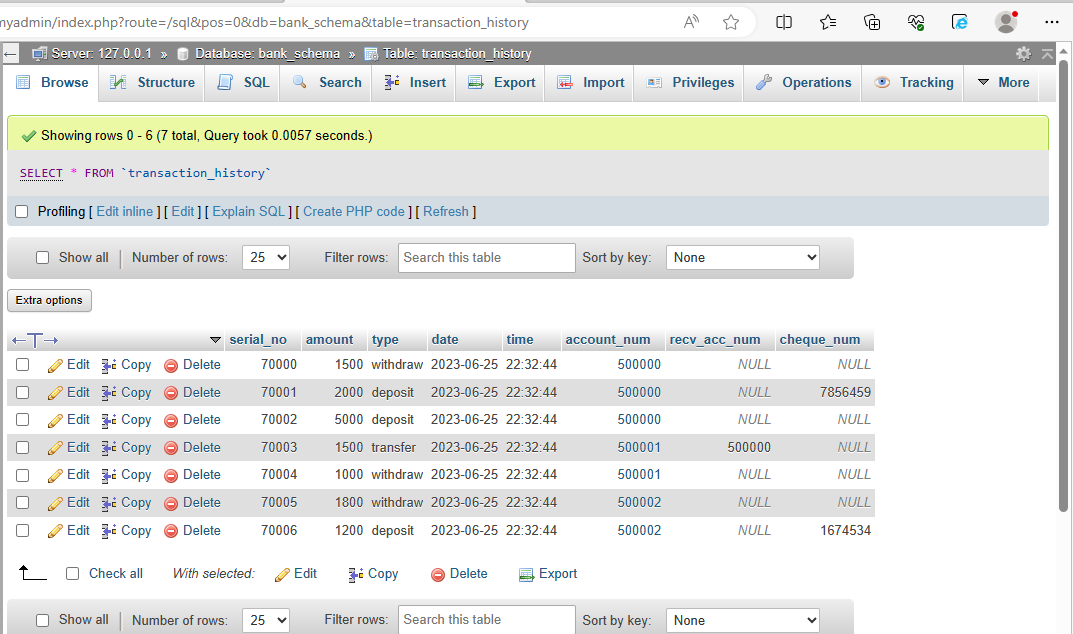 myadmin/index.php?route=/sql&pos=0&db=bank_schema&table=transaction_history
Server: 127.0.0.1 » Database: bank_schema » Table: transaction_history
Browse Structure SQL Search Insert Export Import Privileges Operations Tracking More
Showing rows 0 - 6 (7 total, Query took 0.0057 seconds.)
SELECT * FROM `transaction_history`
Profiling [ Edit inline ] [ Edit ] [ Explain SQL ] [ Create PHP code ] [ Refresh ]
Show all | Number of rows: 25 Filter rows: Search this table Sort by key: None
Extra options
←T→ serial_no amount type date time account_num recv_acc_num cheque_num
Edit Copy Delete 70000 1500 withdraw 2023-06-25 22:32:44 500000 NULL NULL
Edit Copy Delete 70001 2000 deposit 2023-06-25 22:32:44 500000 NULL 7856459
Edit Copy Delete 70002 5000 deposit 2023-06-25 22:32:44 500000 NULL NULL
Edit Copy Delete 70003 1500 transfer 2023-06-25 22:32:44 500001 500000 NULL
Edit Copy Delete 70004 1000 withdraw 2023-06-25 22:32:44 500001 NULL NULL
Edit Copy Delete 70005 1800 withdraw 2023-06-25 22:32:44 500002 NULL NULL
Edit Copy Delete 70006 1200 deposit 2023-06-25 22:32:44 500002 NULL 1674534
Check all With selected: Edit Copy Delete Export
Show all | Number of rows: 25 Filter rows: Search this table Sort by key: None